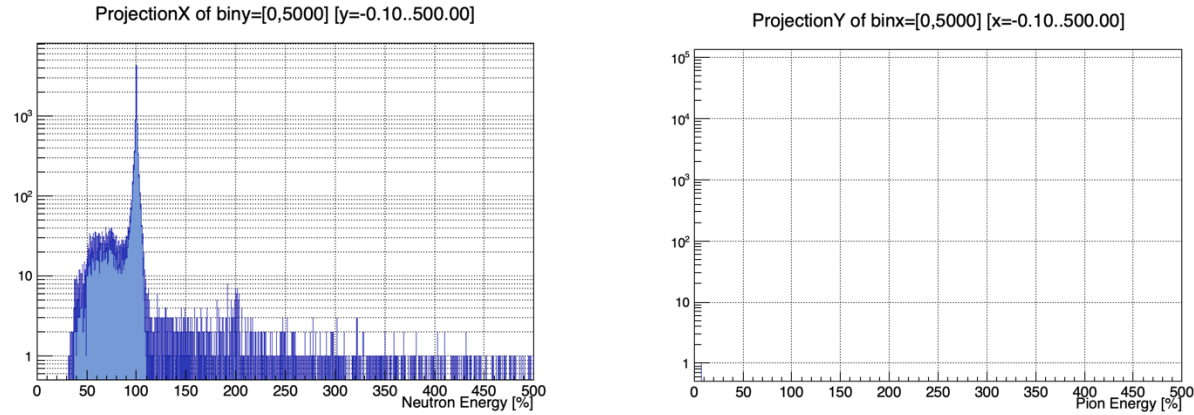 ProjectionX of biny=[0,5000] [y=-0.10..500.00]
10³
10²
10
1
0 50 100 150 200 250 300 350 400 450 500
Neutron Energy [%]
ProjectionY of binx=[0,5000] [x=-0.10..500.00]
10⁵
10⁴
10³
10²
10
1
0 50 100 150 200 250 300 350 400 450 500
Pion Energy [%]